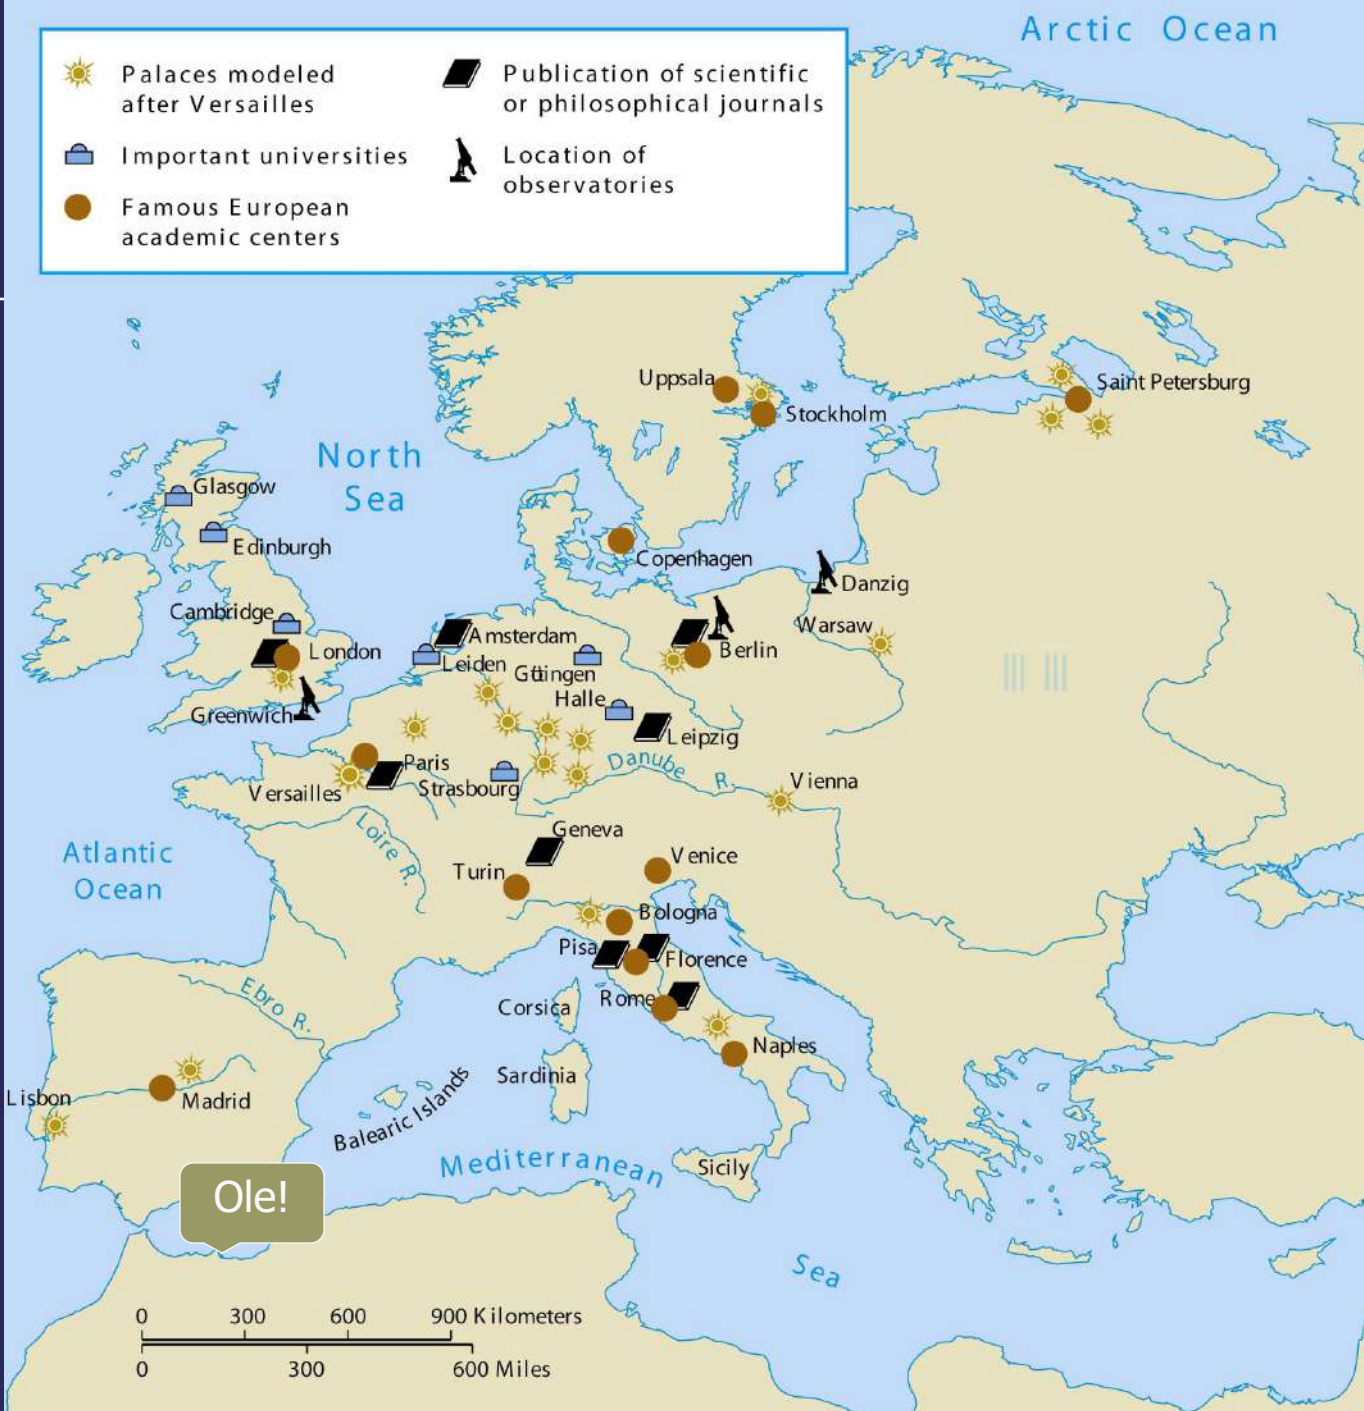 Arctic Ocean
Palaces modeled
after Versailles
Important universities
Famous European
academic centers
Publication of scientific
or philosophical journals
Location of
observatories
Uppsala
Stockholm
Saint Petersburg
North
Sea
Glasgow
Edinburgh
Copenhagen
Danzig
Cambridge
Warsaw
London
Amsterdam
Berlin
Leiden
Göttingen
Halle
Greenwich
Leipzig
Paris
Versailles
Strasbourg
Danube R.
Vienna
Loire R.
Geneva
Atlantic
Ocean
Turin
Venice
Bologna
Pisa
Florence
Ebro R.
Corsica
Rome
Naples
Sardinia
Lisbon
Madrid
Balearic Islands
Mediterranean
Sicily
Ole!
Sea
0 300 600 900 Kilometers
0 300 600 Miles